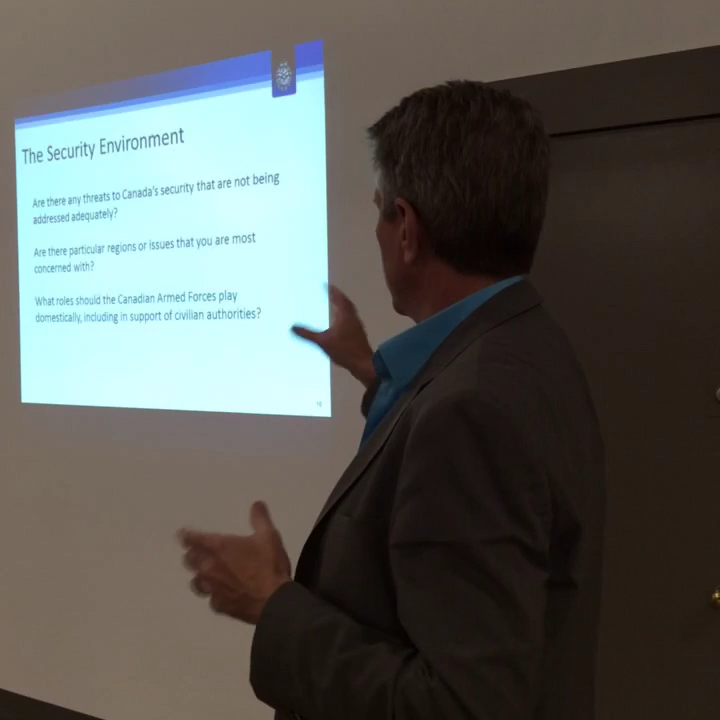 The Security Environment
Are there any threats to Canada's security that are not being
addressed adequately?
Are there particular regions or issues that you are most
concerned with?
What roles should the Canadian Armed Forces play
domestically, including in support of civilian authorities?